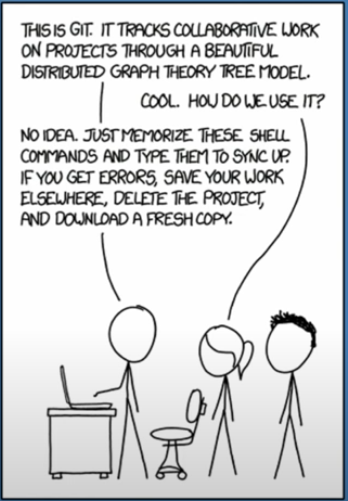 THIS IS GIT. IT TRACKS COLLABORATIVE WORK
ON PROJECTS THROUGH A BEAUTIFUL
DISTRIBUTED GRAPH THEORY TREE MODEL.
COOL. HOW DO WE USE IT?
NO IDEA. JUST MEMORIZE THESE SHELL
COMMANDS AND TYPE THEM TO SYNC UP.
IF YOU GET ERRORS, SAVE YOUR WORK
ELSEWHERE, DELETE THE PROJECT,
AND DOWNLOAD A FRESH COPY.